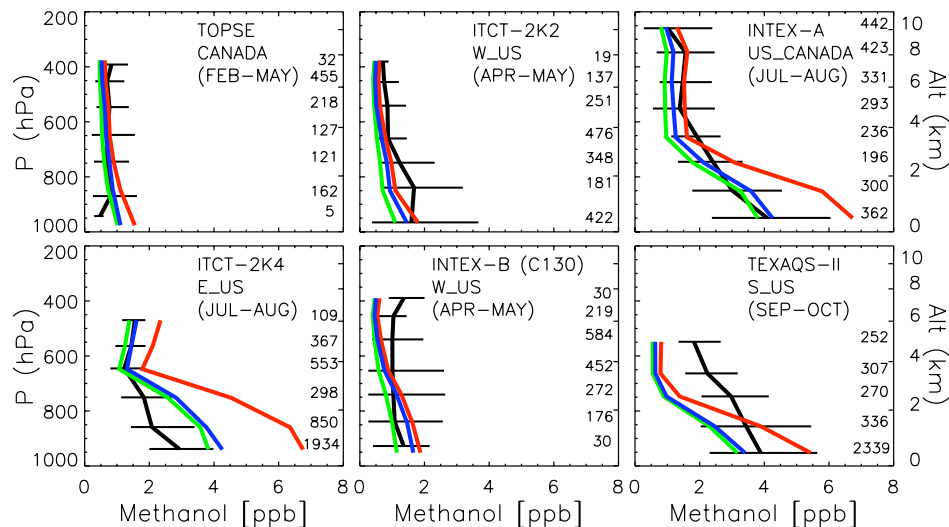 200
400
600
800
1000
P (hPa)
TOPSE
CANADA
(FEB-MAY)
32
455
218
127
121
162
5
ITCT-2K2
W_US
(APR-MAY)
19
137
251
476
348
181
422
INTEX-A
US_CANADA
(JUL-AUG)
442
423
331
293
236
196
300
362
10
8
6
4
2
0
Alt (km)
200
400
600
800
1000
P (hPa)
ITCT-2K4
E_US
(JUL-AUG)
109
367
553
298
850
1934
0 2 4 6 8
Methanol [ppb]
INTEX-B (C130)
W_US
(APR-MAY)
30
219
584
452
272
176
30
0 2 4 6 8
Methanol [ppb]
TEXAQS-II
S_US
(SEP-OCT)
252
307
270
336
2339
0 2 4 6 8
Methanol [ppb]
10
8
6
4
2
0
Alt (km)